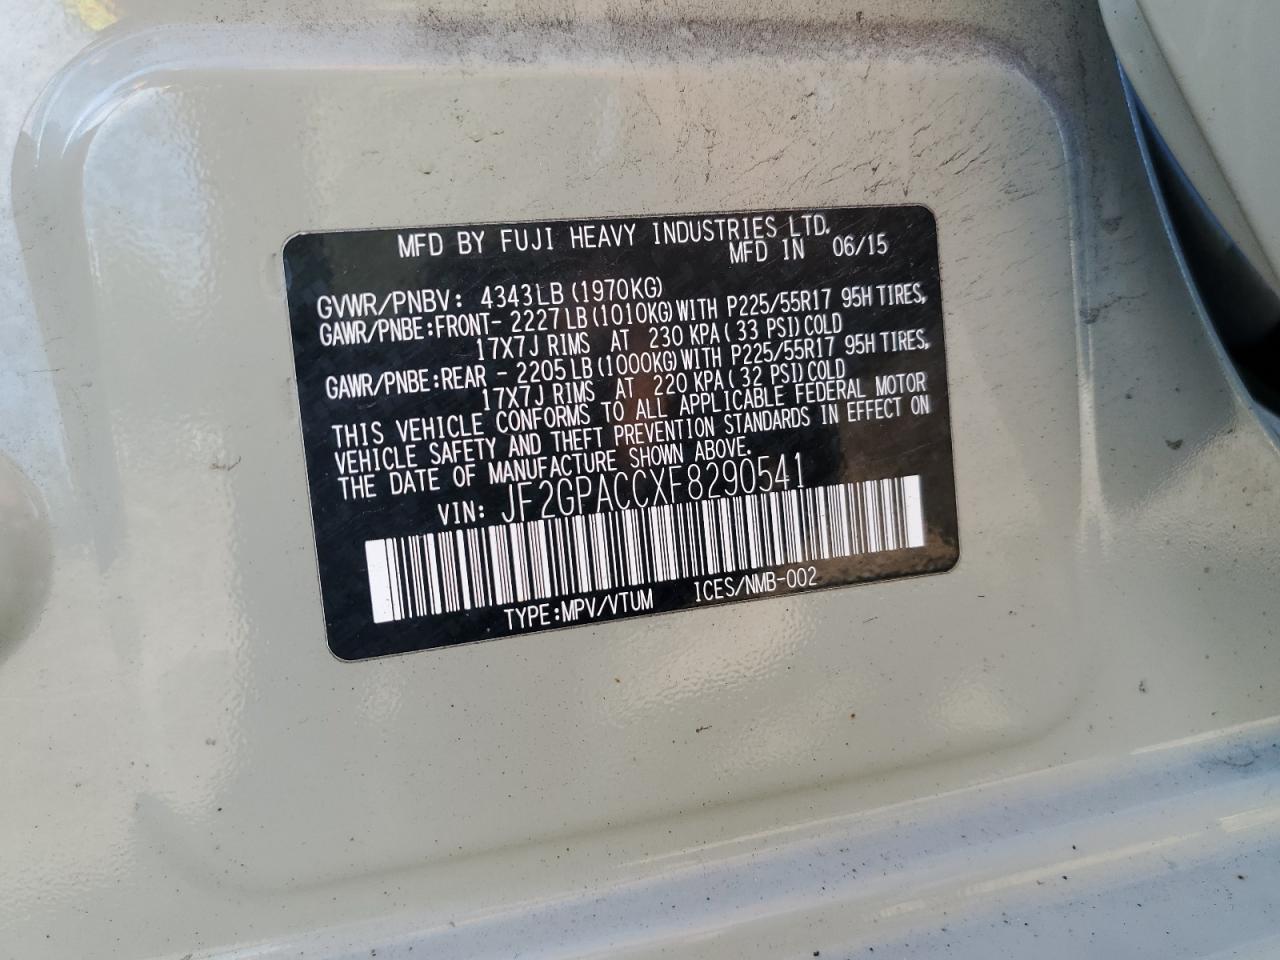 MFD BY FUJI HEAVY INDUSTRIES LTD.
MFD IN 06/15
GVWR/PNBV: 4343LB (1970KG)
GAWR/PNBE:FRONT- 2227LB (1010KG) WITH P225/55R17 95H TIRES,
17X7J RIMS AT 230 KPA (33 PSI) COLD
GAWR/PNBE:REAR - 2205LB (1000KG) WITH P225/55R17 95H TIRES,
17X7J RIMS AT 220 KPA (32 PSI) COLD
THIS VEHICLE CONFORMS TO ALL APPLICABLE FEDERAL MOTOR
VEHICLE SAFETY AND THEFT PREVENTION STANDARDS IN EFFECT ON
THE DATE OF MANUFACTURE SHOWN ABOVE.
VIN: JF2GPACCXF8290541
TYPE:MPV/VTUM ICES/NMB-002